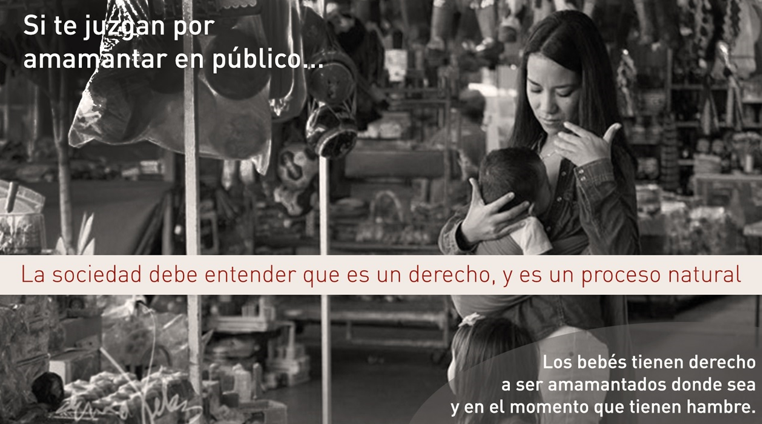 Si te juzgan por
amamantar en público...
La sociedad debe entender que es un derecho, y es un proceso natural
Los bebés tienen derecho
a ser amamantados donde sea
y en el momento que tienen hambre.